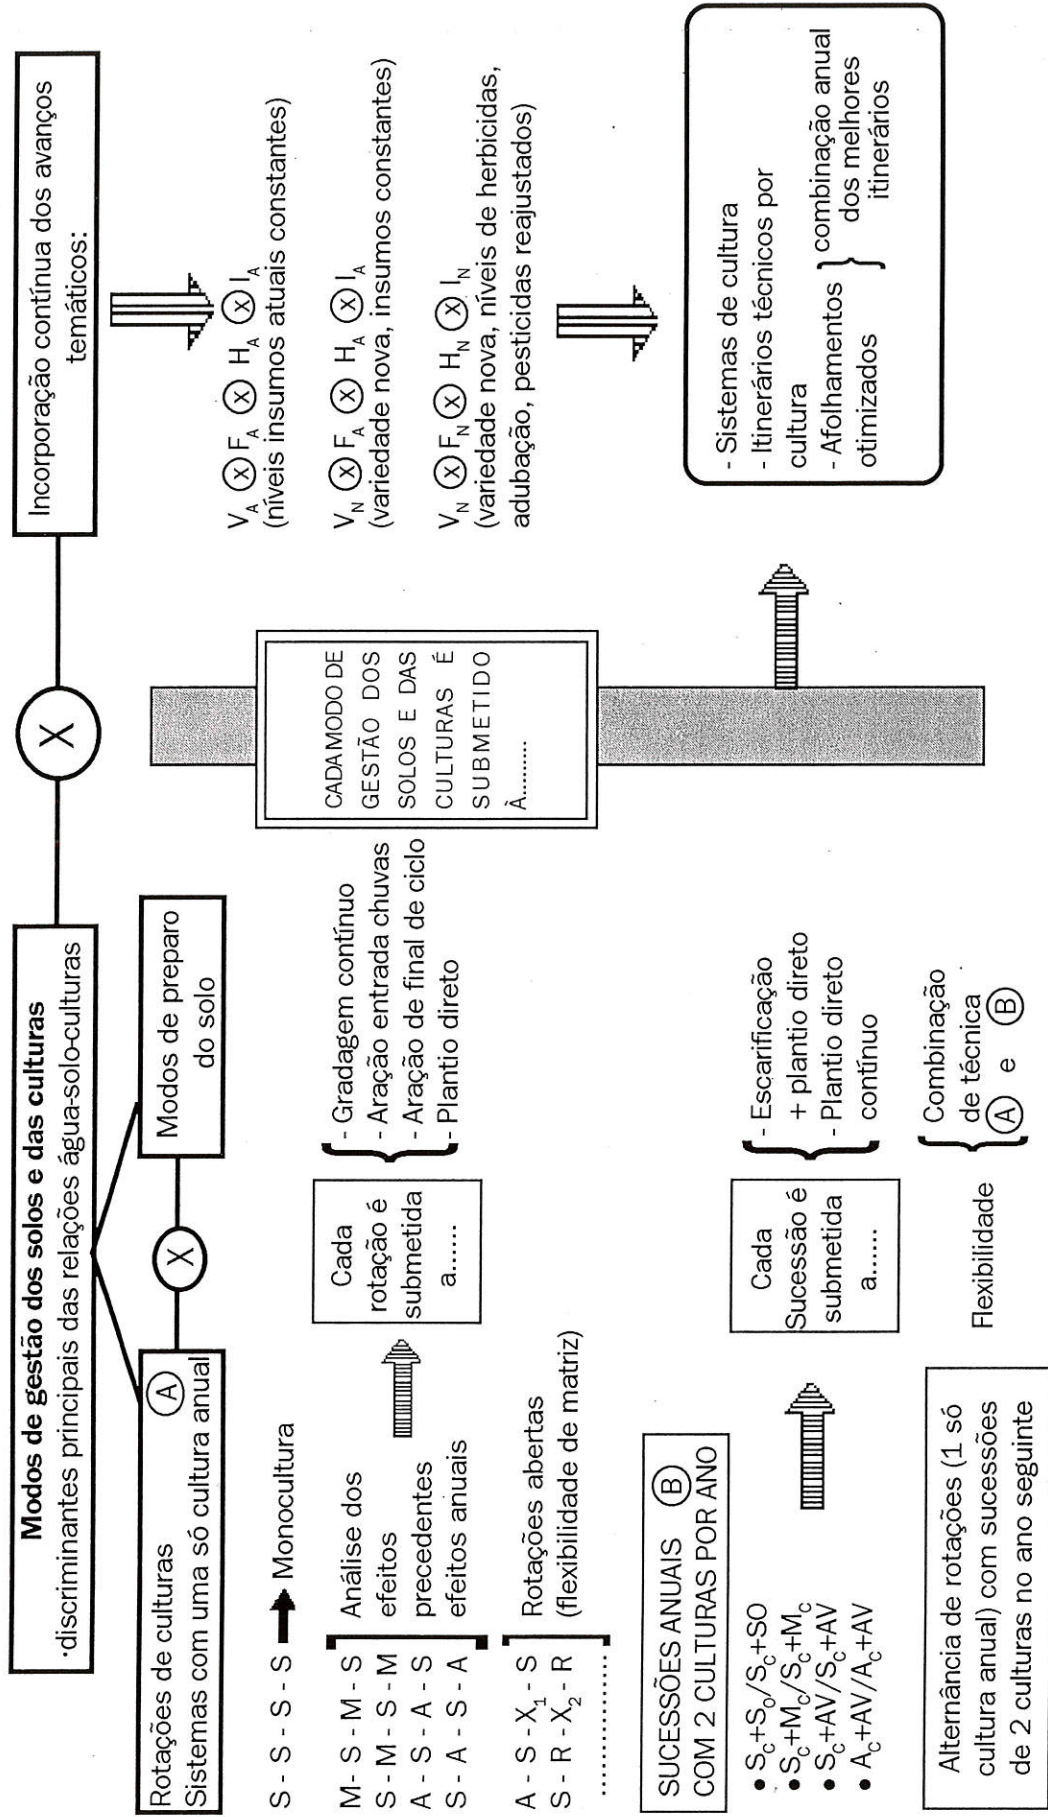 Modos de gestão dos solos e das culturas
·discriminantes principais das relações água-solo-culturas
X
Incorporação contínua dos avanços
temáticos:
Rotações de culturas A
Sistemas com uma só cultura anual
X
Modos de preparo
do solo
S - S - S - S Monocultura
M - S - M - S
S - M - S - M
A - S - A - S
S - A - S - A
Análise dos
efeitos
precedentes
efeitos anuais
A - S - X₁ - S
S - R - X₂ - R
................
Rotações abertas
(flexibilidade de matriz)
Cada
rotação é
submetida
a......
- Gradagem contínuo
- Aração entrada chuvas
- Aração de final de ciclo
- Plantio direto
SUCESSÕES ANUAIS B
COM 2 CULTURAS POR ANO
• S_C+S_O/S_C+SO
• S_C+M_C/S_C+M_C
• S_C+AV/S_C+AV
• A_C+AV/A_C+AV
Cada
Sucessão é
submetida
a......
- Escarificação
+ plantio direto
- Plantio direto
contínuo
Alternância de rotações (1 só
cultura anual) com sucessões
de 2 culturas no ano seguinte
Flexibilidade
Combinação
de técnica
A e B
CADAMODO DE
GESTÃO DOS
SOLOS E DAS
CULTURAS É
SUBMETIDO
À.........
V_A X F_A X H_A X I_A
(níveis insumos atuais constantes)
V_N X F_A X H_A X I_A
(variedade nova, insumos constantes)
V_N X F_N X H_N X I_N
(variedade nova, níveis de herbicidas,
adubação, pesticidas reajustados)
- Sistemas de cultura
- Itinerários técnicos por
cultura
- Afolhamentos
otimizados
combinação anual
dos melhores
itinerários